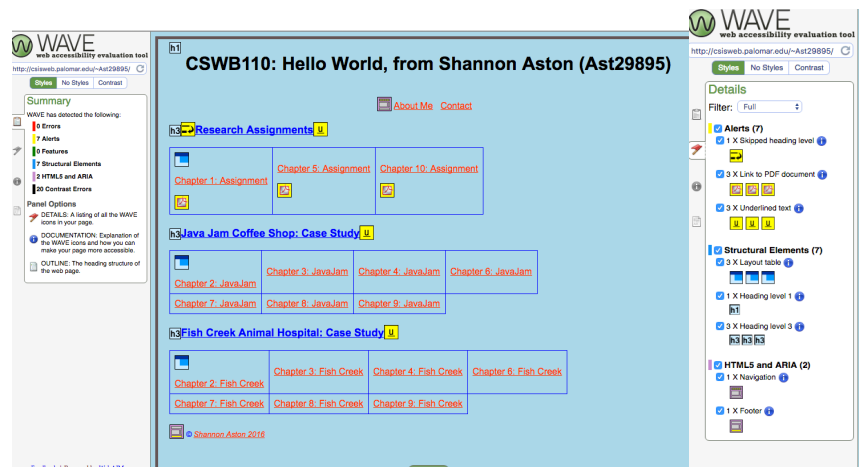 WAVE
web accessibility evaluation tool
http://csisweb.palomar.edu/~Ast29895/
Styles No Styles Contrast
Summary
WAVE has detected the following:
0 Errors
7 Alerts
0 Features
7 Structural Elements
2 HTML5 and ARIA
20 Contrast Errors
Panel Options
DETAILS: A listing of all the WAVE
icons in your page.
DOCUMENTATION: Explanation of
the WAVE icons and how you can
make your page more accessible.
OUTLINE: The heading structure of
the web page.
h1
CSWB110: Hello World, from Shannon Aston (Ast29895)
About Me Contact
h3 Research Assignments U
Chapter 1: Assignment Chapter 5: Assignment Chapter 10: Assignment
h3 Java Jam Coffee Shop: Case Study U
Chapter 2: JavaJam Chapter 3: JavaJam Chapter 4: JavaJam Chapter 6: JavaJam
Chapter 7: JavaJam Chapter 8: JavaJam Chapter 9: JavaJam
h3 Fish Creek Animal Hospital: Case Study U
Chapter 2: Fish Creek Chapter 3: Fish Creek Chapter 4: Fish Creek Chapter 6: Fish Creek
Chapter 7: Fish Creek Chapter 8: Fish Creek Chapter 9: Fish Creek
© Shannon Aston 2016
WAVE
web accessibility evaluation tool
http://csisweb.palomar.edu/~Ast29895/
Styles No Styles Contrast
Details
Filter: Full
Alerts (7)
1 X Skipped heading level
3 X Link to PDF document
3 X Underlined text
U U U
Structural Elements (7)
3 X Layout table
1 X Heading level 1
h1
3 X Heading level 3
h3 h3 h3
HTML5 and ARIA (2)
1 X Navigation
1 X Footer